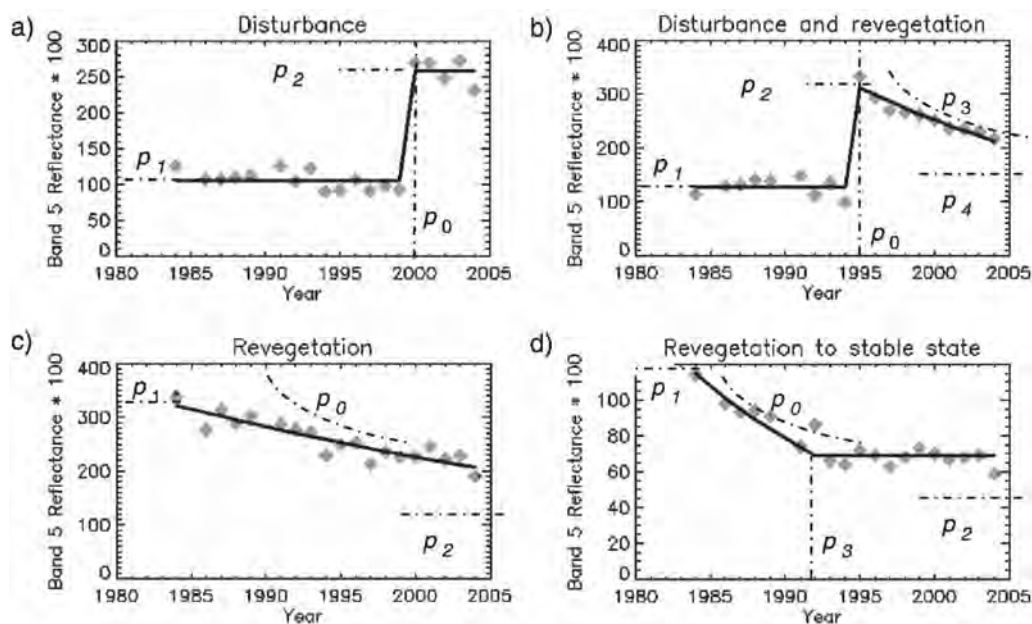 a)
Disturbance
Band 5 Reflectance * 100
300
250
200
150
100
50
0
p2
p1
p0
1980 1985 1990 1995 2000 2005
Year
b)
Disturbance and revegetation
Band 5 Reflectance * 100
400
300
200
100
0
p2
p3
p1
p4
p0
1980 1985 1990 1995 2000 2005
Year
c)
Revegetation
Band 5 Reflectance * 100
400
300
200
100
0
p1
p0
p2
1980 1985 1990 1995 2000 2005
Year
d)
Revegetation to stable state
Band 5 Reflectance * 100
100
80
60
40
20
0
p1
p0
p2
p3
1980 1985 1990 1995 2000 2005
Year